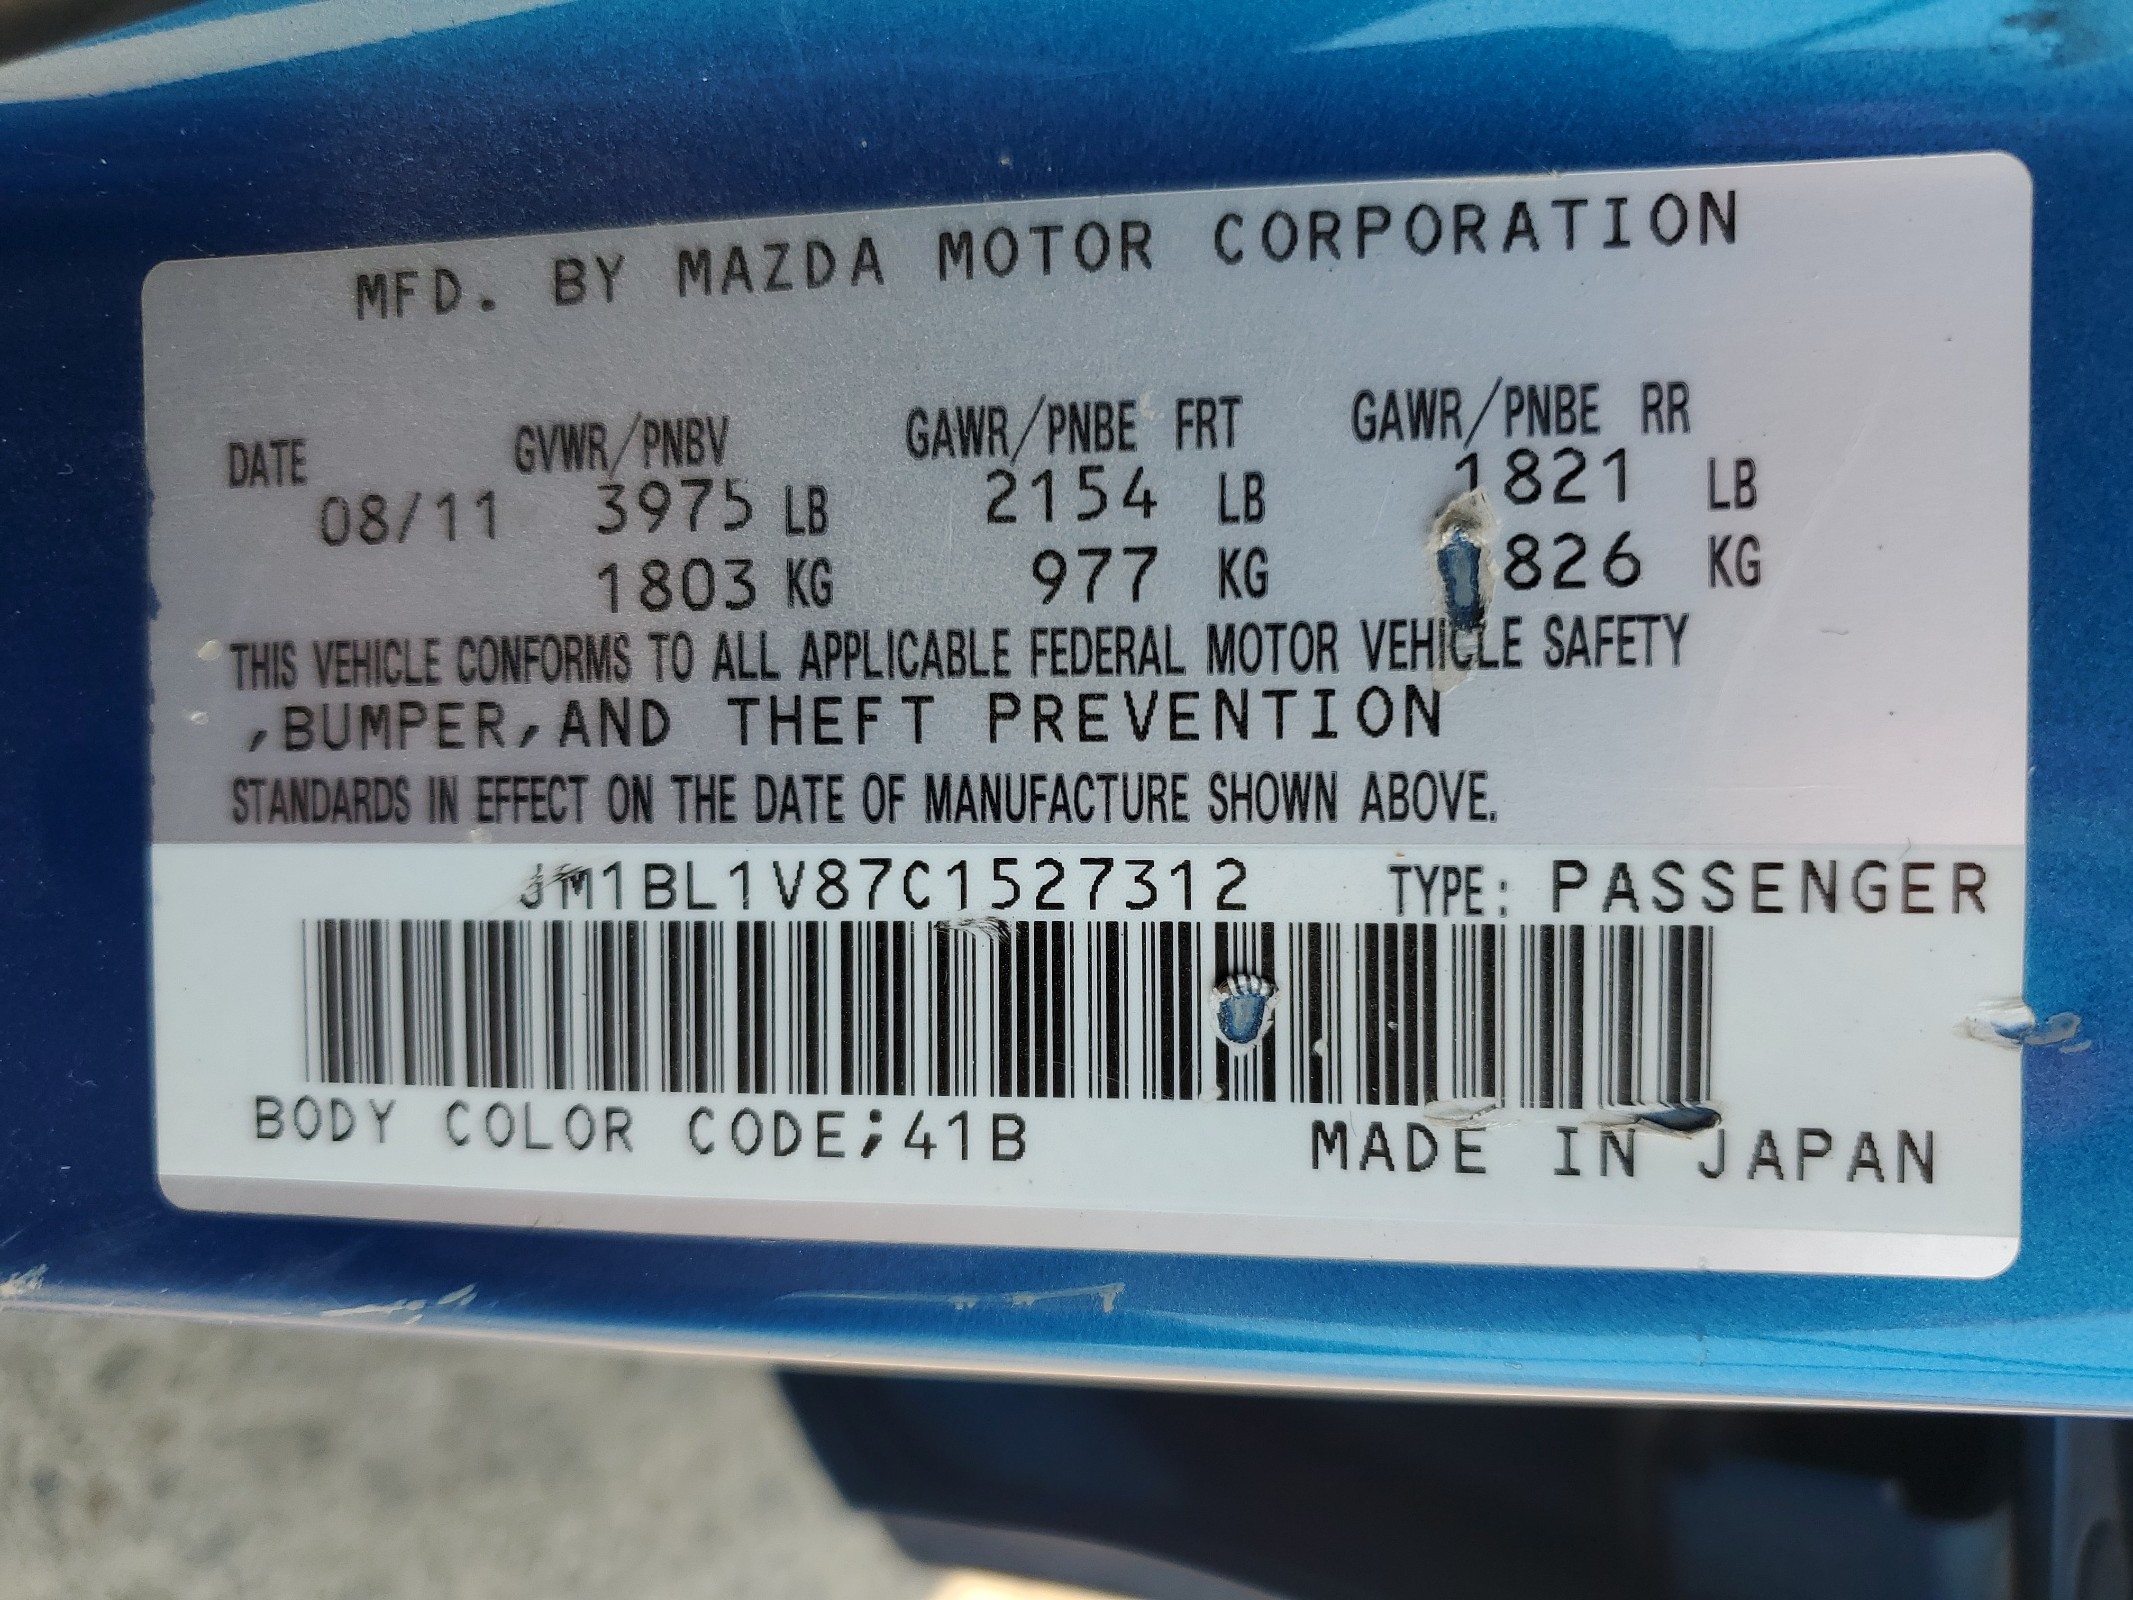 MFD. BY MAZDA MOTOR CORPORATION
DATE GVWR/PNBV GAWR/PNBE FRT GAWR/PNBE RR
08/11 3975 LB 2154 LB 1821 LB
1803 KG 977 KG 826 KG
THIS VEHICLE CONFORMS TO ALL APPLICABLE FEDERAL MOTOR VEHICLE SAFETY
,BUMPER,AND THEFT PREVENTION
STANDARDS IN EFFECT ON THE DATE OF MANUFACTURE SHOWN ABOVE.
JM1BL1V87C1527312 TYPE: PASSENGER
BODY COLOR CODE;41B MADE IN JAPAN